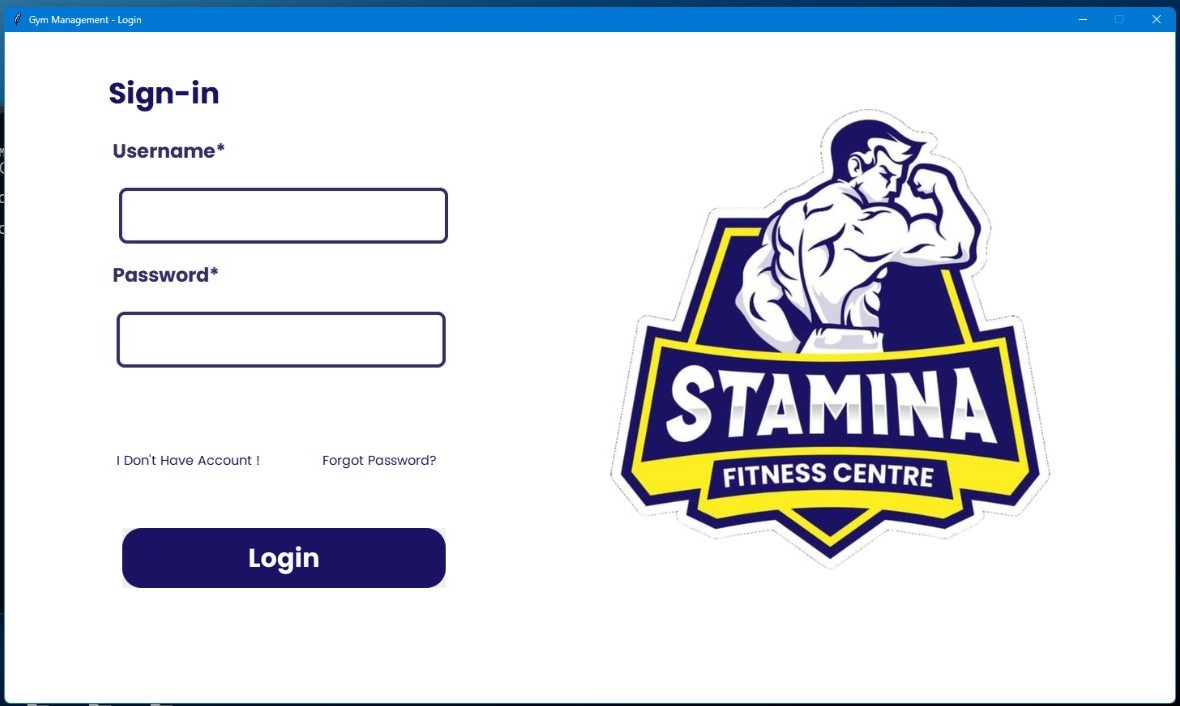 Gym Management - Login
Sign-in
Username*
Password*
I Don't Have Account !
Forgot Password?
Login
STAMINA
FITNESS CENTRE